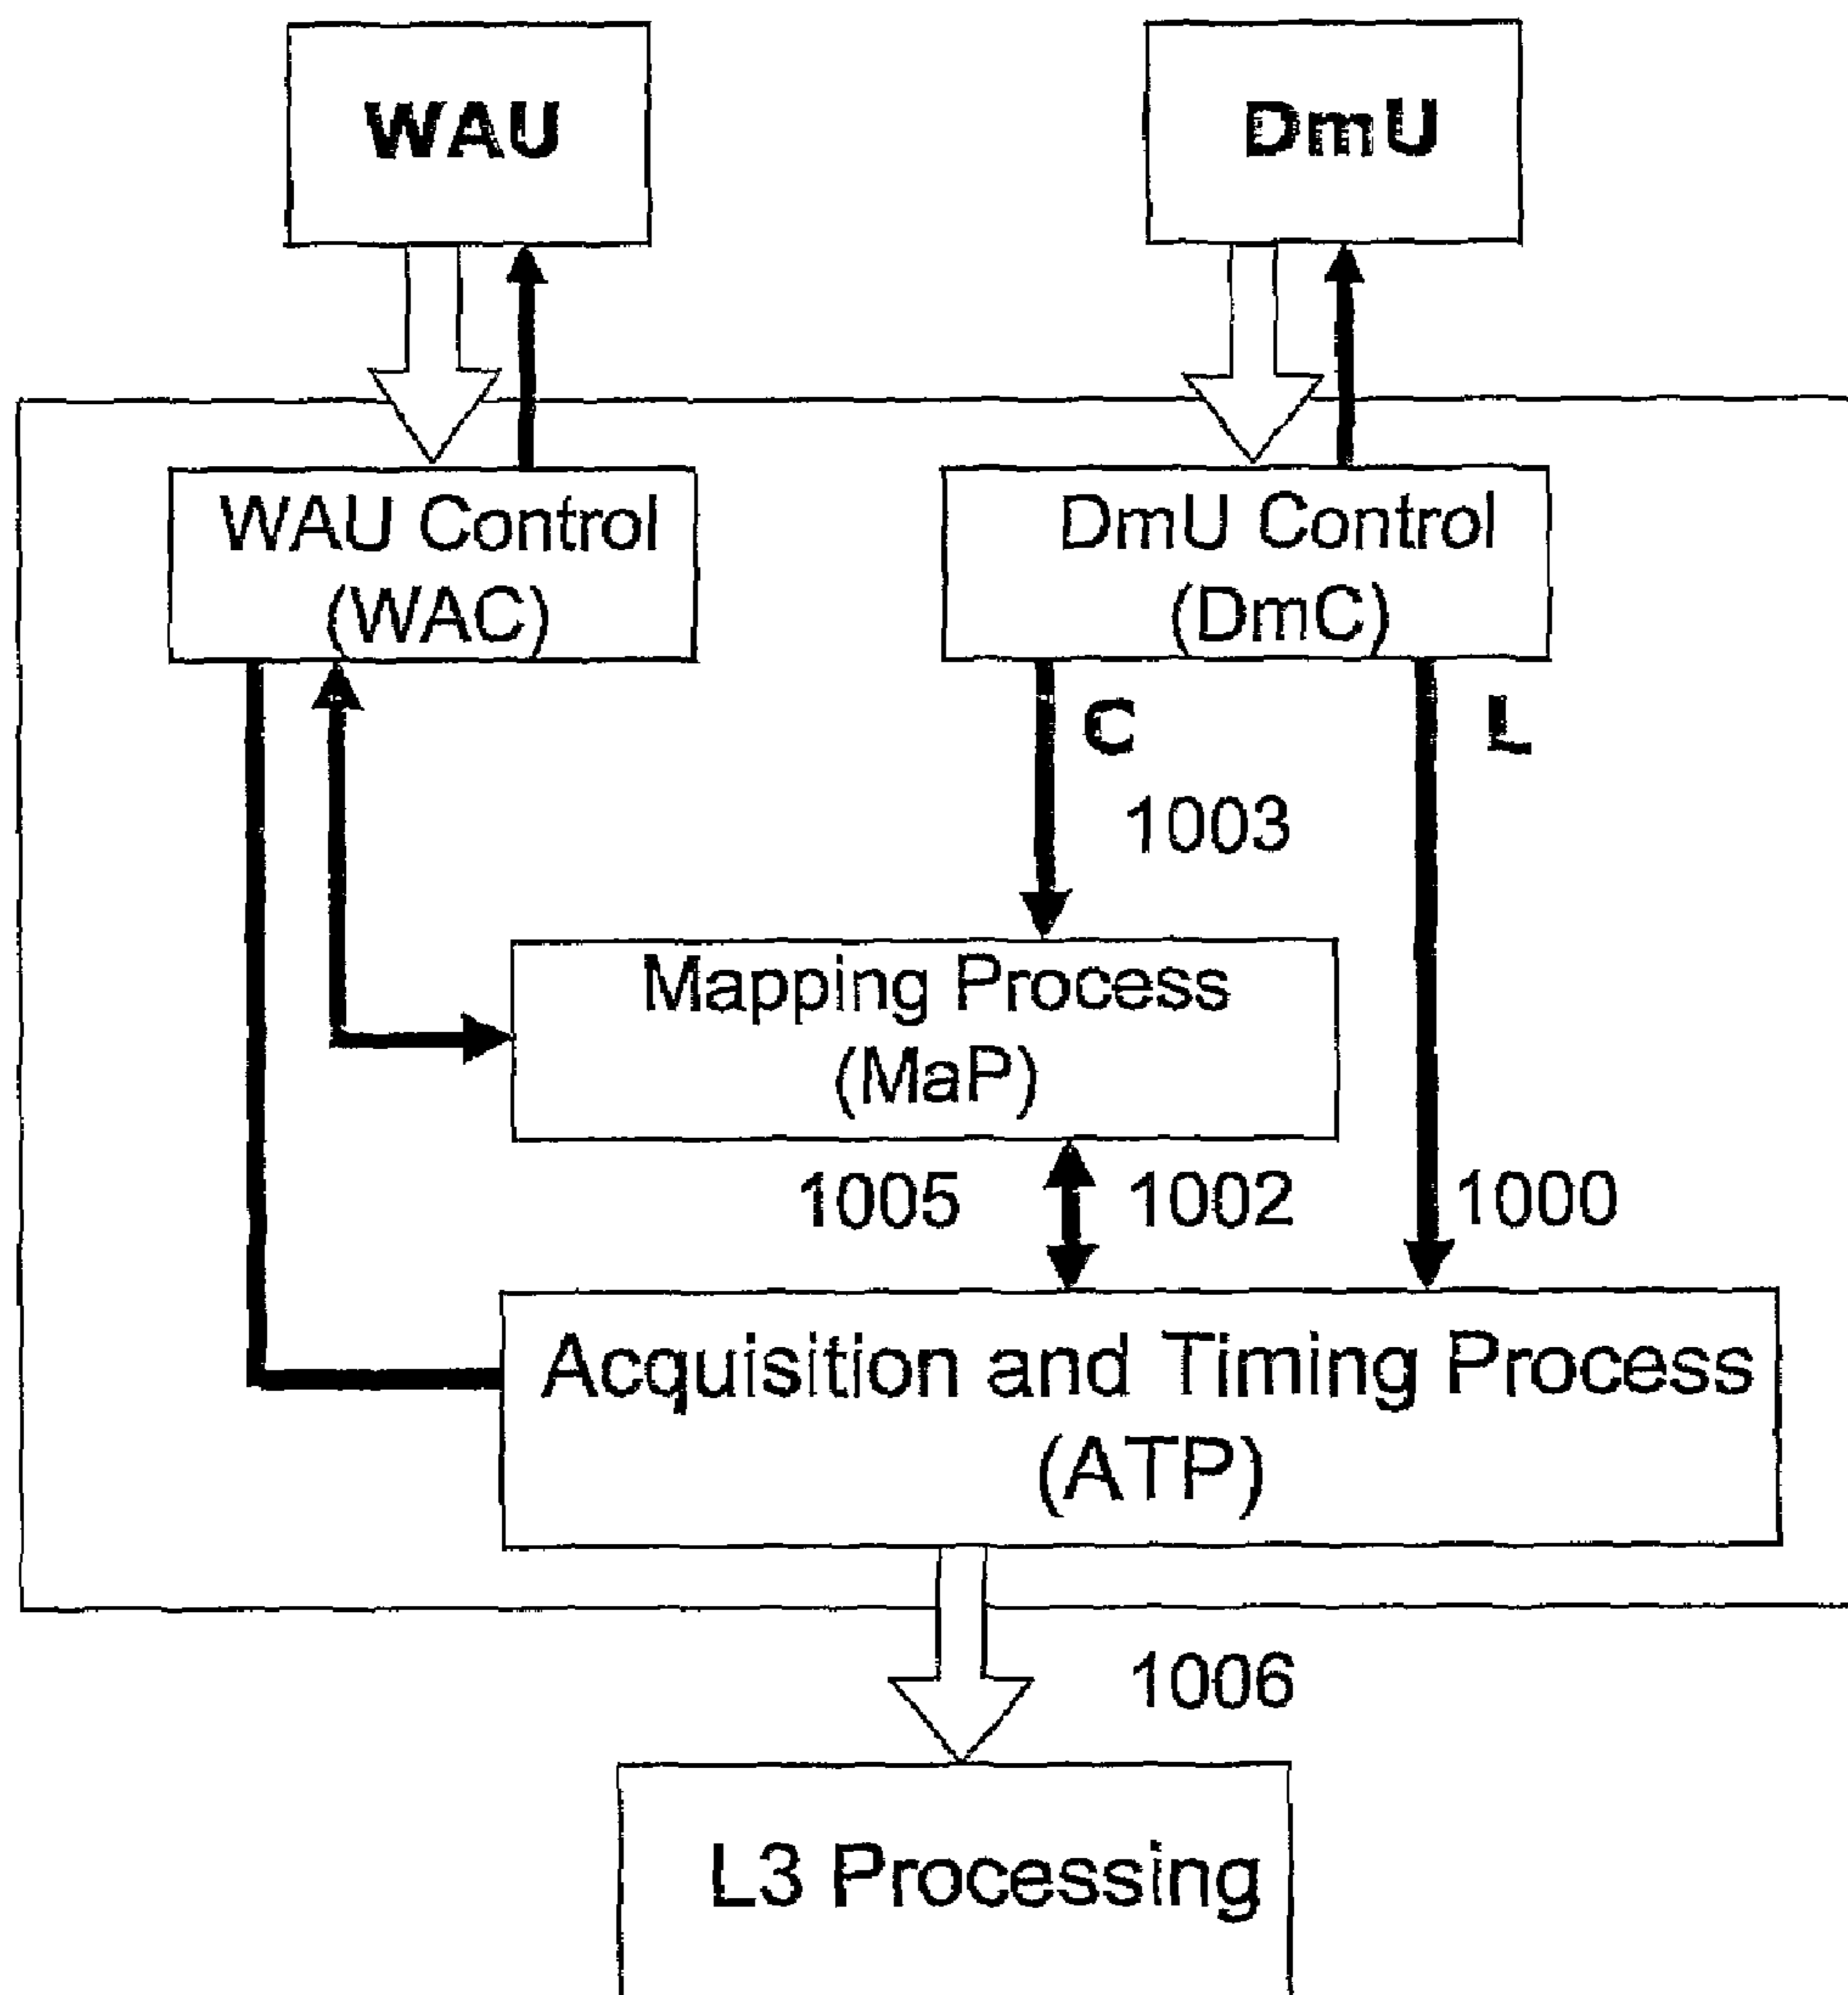 WAU
DmU
WAU Control
(WAC)
DmU Control
(DmC)
C
L
1003
Mapping Process
(MaP)
1005
1002
1000
Acquisition and Timing Process
(ATP)
1006
L3 Processing